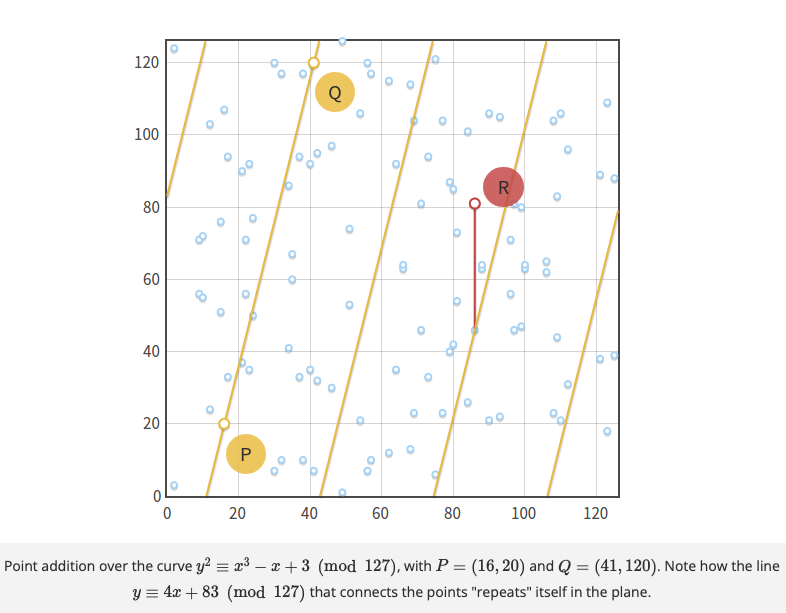 120
Q
100
R
80
60
40
20
P
0
0 20 40 60 80 100 120
Point addition over the curve y² ≡ x³ − x + 3 (mod 127), with P = (16, 20) and Q = (41, 120). Note how the line
y ≡ 4x + 83 (mod 127) that connects the points "repeats" itself in the plane.